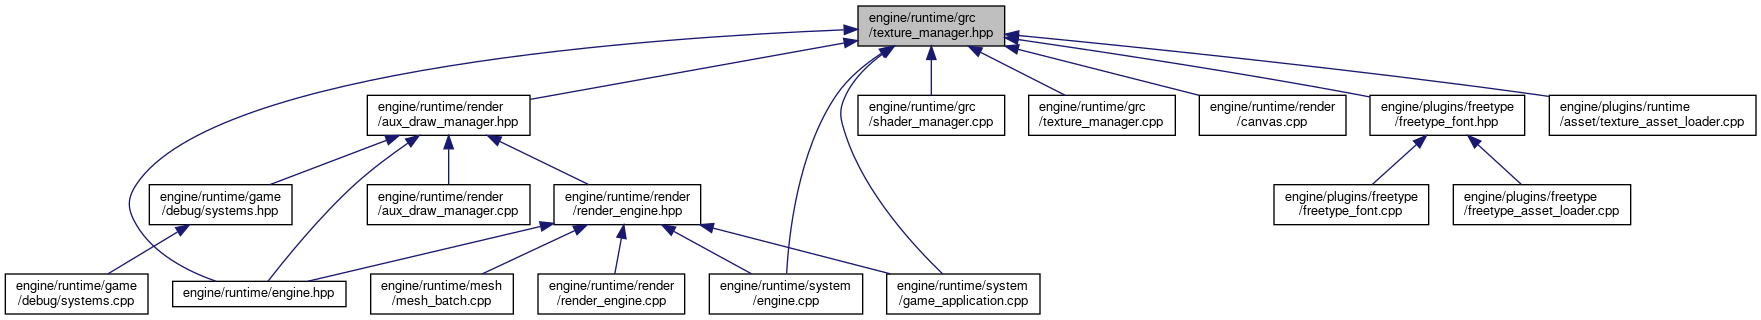 engine/runtime/grc
/texture_manager.hpp
engine/runtime/render
/aux_draw_manager.hpp
engine/runtime/grc
/shader_manager.cpp
engine/runtime/grc
/texture_manager.cpp
engine/runtime/render
/canvas.cpp
engine/plugins/freetype
/freetype_font.hpp
engine/plugins/runtime
asset/texture_asset_loader.cpp
engine/runtime/game
/debug/systems.hpp
engine/runtime/render
/aux_draw_manager.cpp
engine/runtime/render
/render_engine.hpp
engine/plugins/freetype
/freetype_font.cpp
engine/plugins/freetype
/freetype_asset_loader.cpp
engine/runtime/game
/debug/systems.cpp
engine/runtime/engine.hpp
engine/runtime/mesh
/mesh_batch.cpp
engine/runtime/render
/render_engine.cpp
engine/runtime/system
/engine.cpp
engine/runtime/system
/game_application.cpp